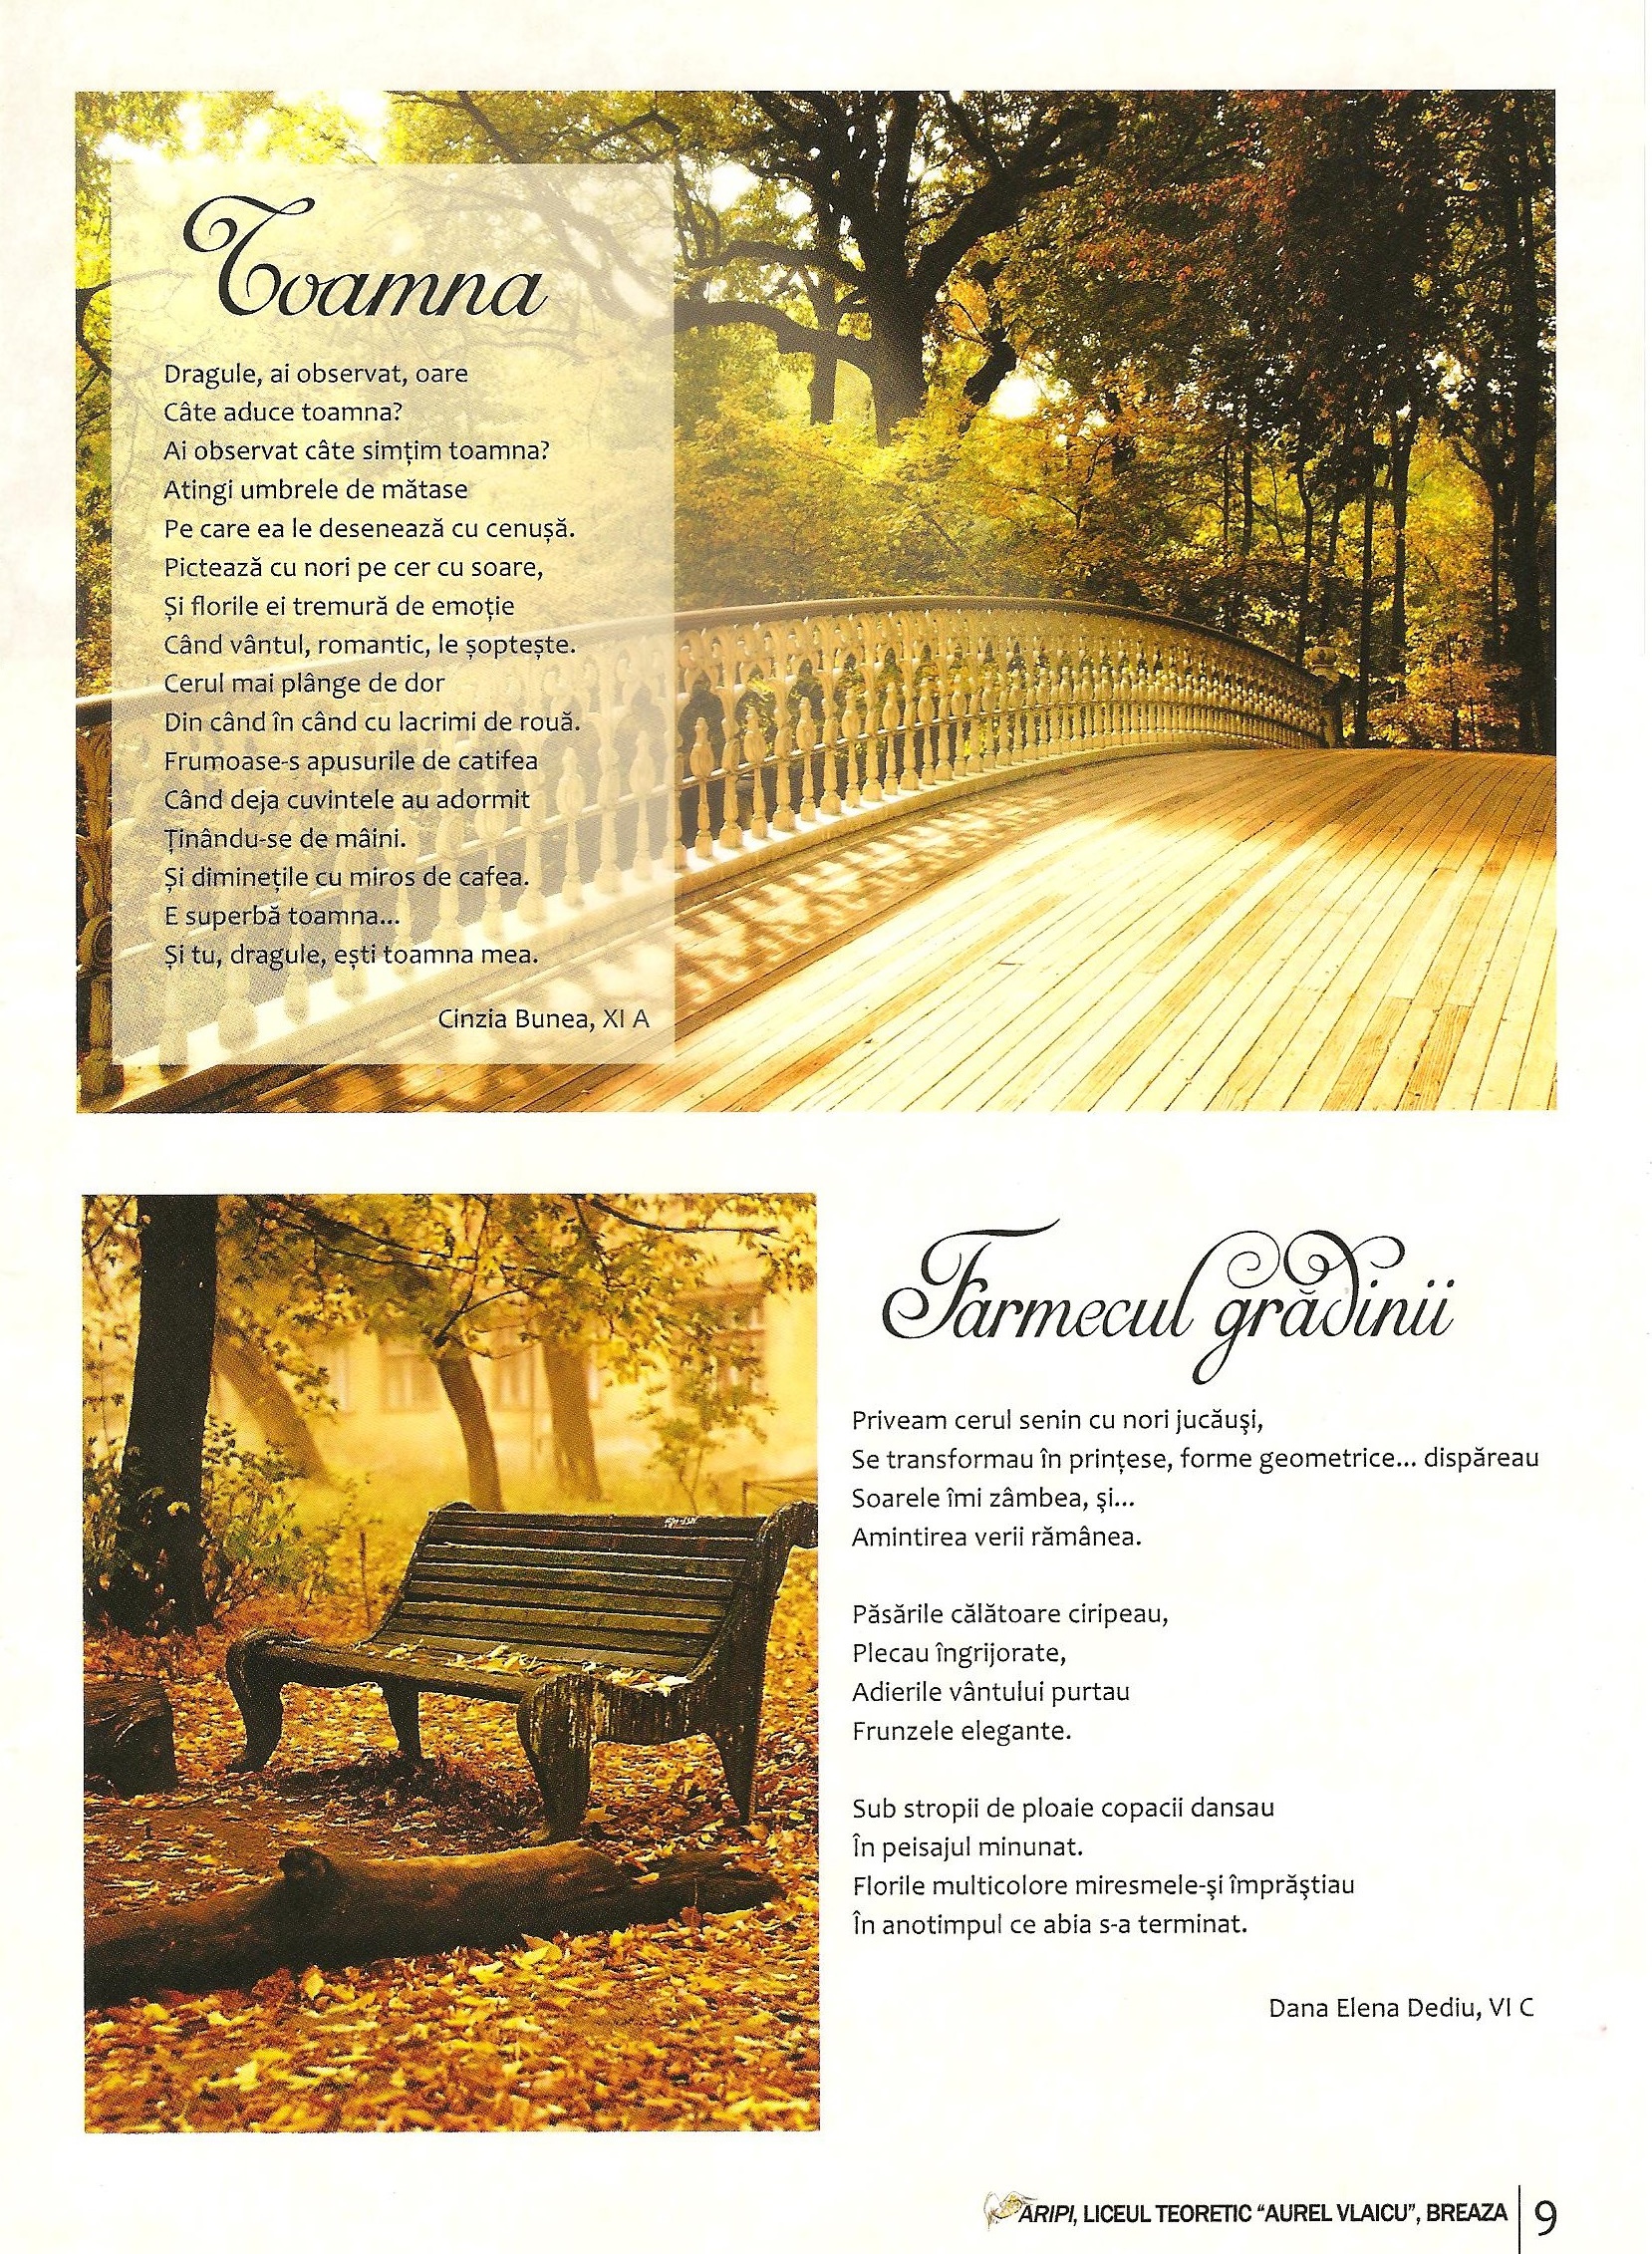 Toamna
Dragule, ai observat, oare
Câte aduce toamna?
Ai observat câte simțim toamna?
Atingi umbrele de mătase
Pe care ea le desenează cu cenușă.
Pictează cu nori pe cer cu soare,
Și florile ei tremură de emoție
Când vântul, romantic, le șoptește.
Cerul mai plânge de dor
Din când în când cu lacrimi de rouă.
Frumoase-s apusurile de catifea
Când deja cuvintele au adormit
Ținându-se de mâini.
Și diminețile cu miros de cafea.
E superbă toamna...
Și tu, dragule, ești toamna mea.
Cinzia Bunea, XI A
Farmecul grădinii
Priveam cerul senin cu nori jucăuşi,
Se transformau în prințese, forme geometrice... dispăreau
Soarele îmi zâmbea, şi...
Amintirea verii rămânea.
Păsările călătoare ciripeau,
Plecau îngrijorate,
Adierile vântului purtau
Frunzele elegante.
Sub stropii de ploaie copacii dansau
În peisajul minunat.
Florile multicolore miresmele-şi împrăştiau
În anotimpul ce abia s-a terminat.
Dana Elena Dediu, VI C
ARIPI, LICEUL TEORETIC “AUREL VLAICU”, BREAZA 9